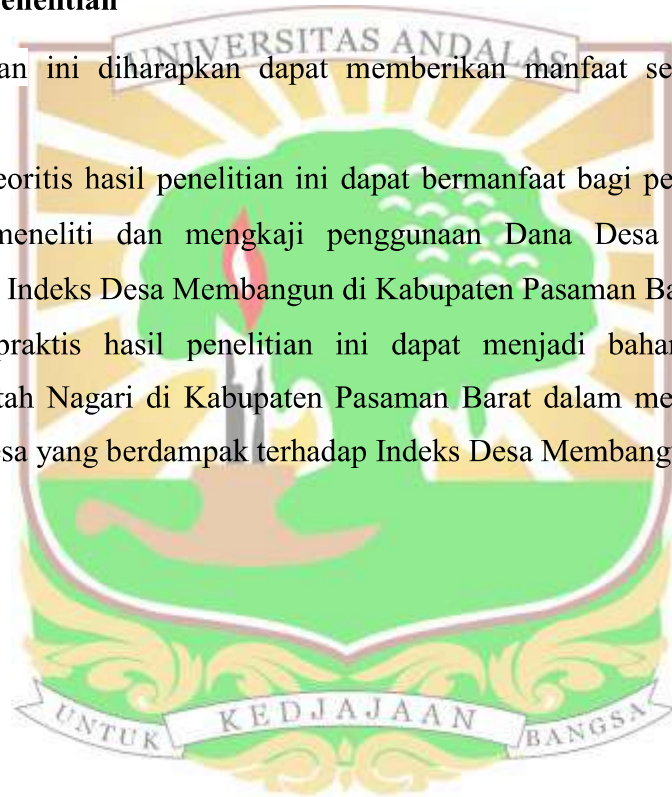 enelitian
UNIVERSITAS ANDALAS
an ini diharapkan dapat memberikan manfaat se
eoritis hasil penelitian ini dapat bermanfaat bagi pe
meneliti dan mengkaji penggunaan Dana Desa
Indeks Desa Membangun di Kabupaten Pasaman Ba
praktis hasil penelitian ini dapat menjadi bahar
tah Nagari di Kabupaten Pasaman Barat dalam me
esa yang berdampak terhadap Indeks Desa Membang
UNTUK KEDJAJAAN BANGSA